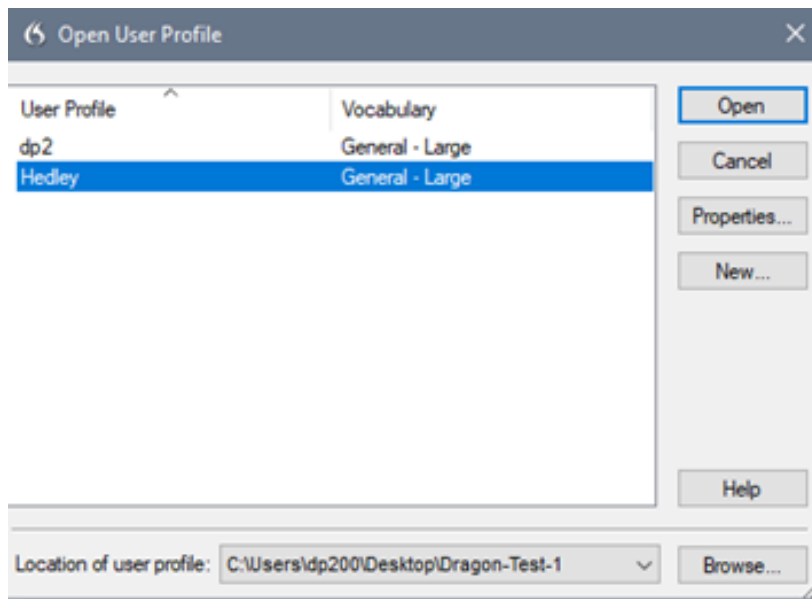 Open User Profile
User Profile Vocabulary Open
dp2 General - Large
Hedley General - Large Cancel
Properties...
New...
Help
Location of user profile: C:\Users\dp200\Desktop\Dragon-Test-1 Browse...